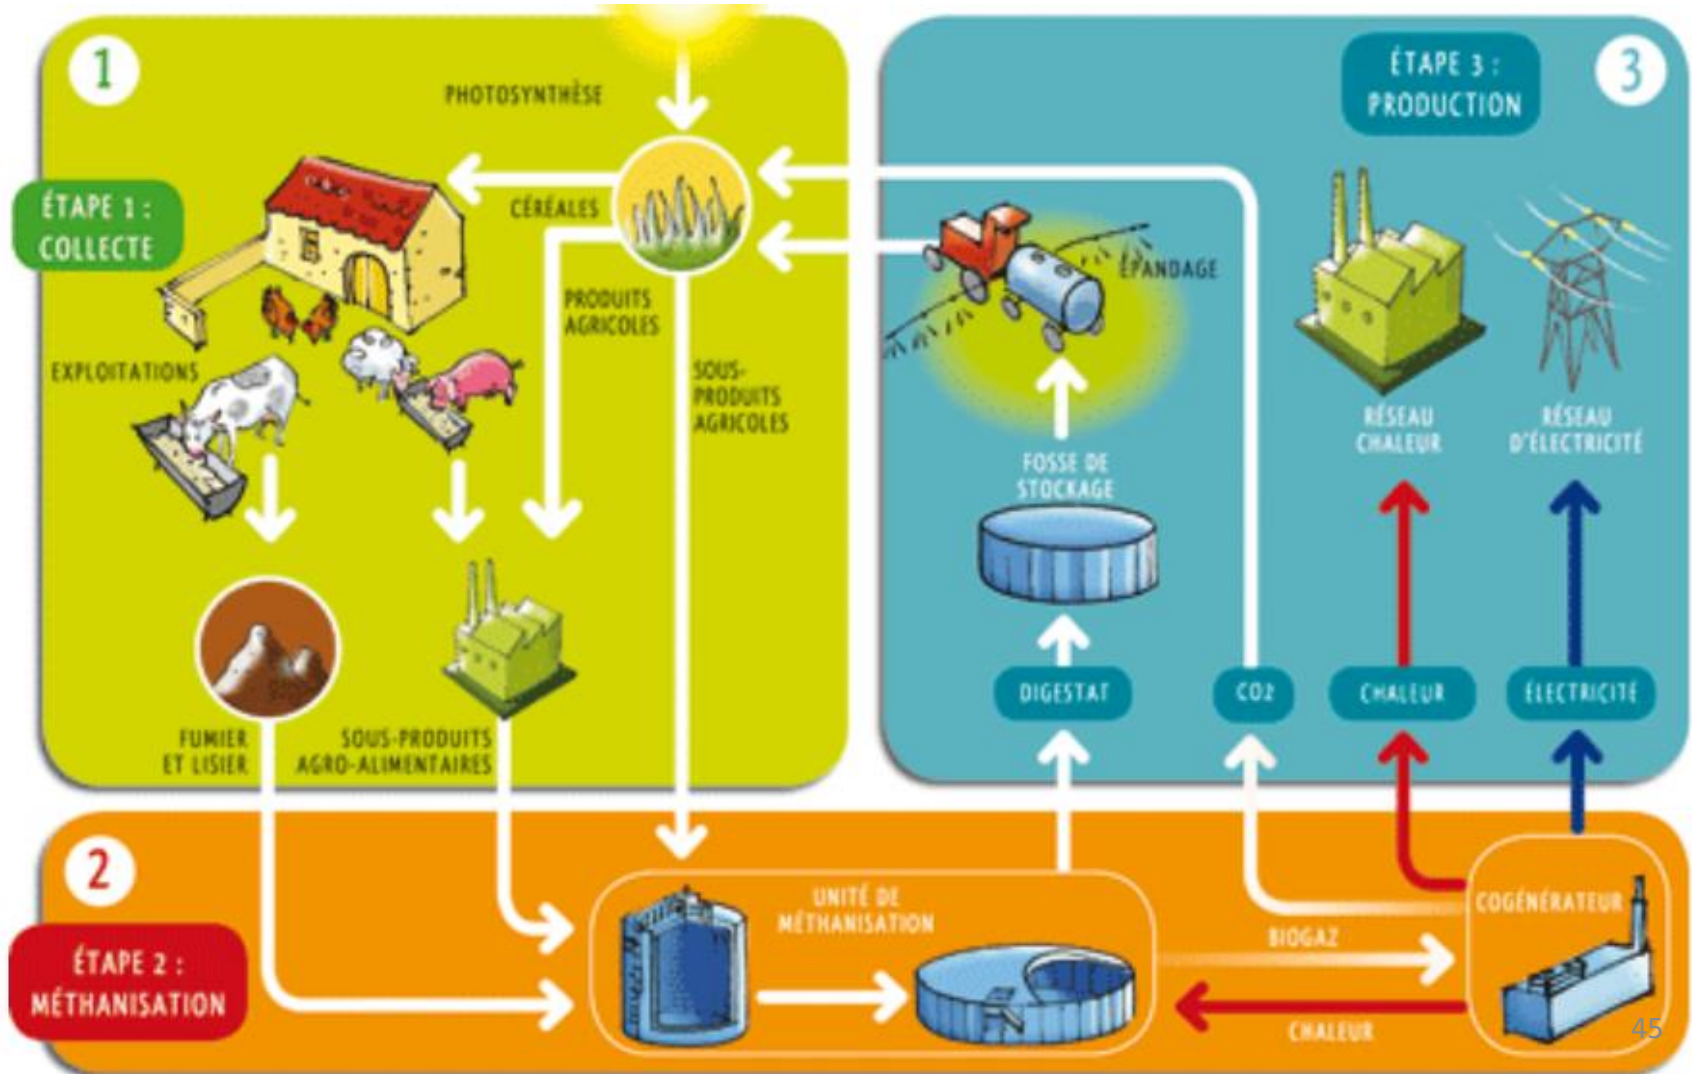 1
PHOTOSYNTHÈSE
ÉTAPE 1 :
COLLECTE
CÉRÉALES
PRODUITS
AGRICOLES
EXPLOITATIONS
SOUS-
PRODUITS
AGRICOLES
FUMIER
ET LISIER
SOUS-PRODUITS
AGRO-ALIMENTAIRES
ÉTAPE 3 :
PRODUCTION
3
ÉPANDAGE
FOSSE DE
STOCKAGE
RÉSEAU
CHALEUR
RÉSEAU
D'ÉLECTRICITÉ
DIGESTAT
CO2
CHALEUR
ÉLECTRICITÉ
2
ÉTAPE 2 :
MÉTHANISATION
UNITÉ DE
MÉTHANISATION
BIOGAZ
CHALEUR
COGÉNÉRATEUR
45